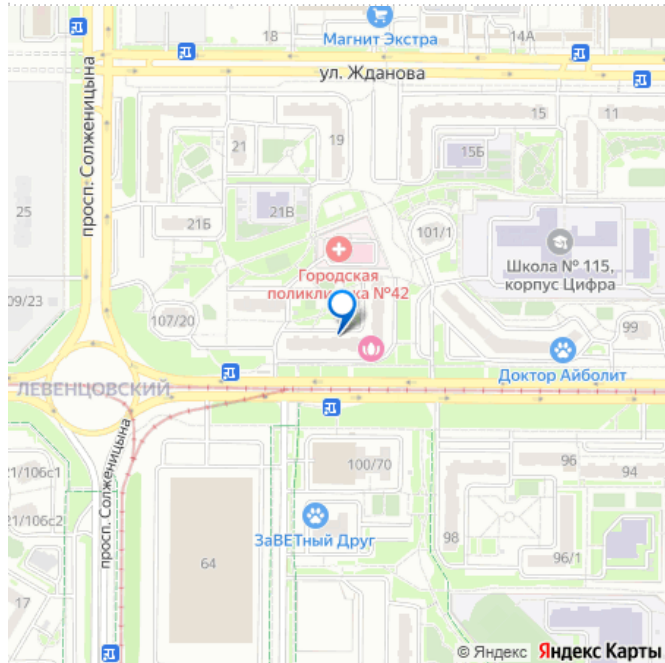 18
Магнит Экстра
14А
ул. Жданова
просп. Солженицына
19
15
11
21
15Б
25
21Б
21В
101/1
Городская
поликлиника №42
Школа № 115,
корпус Цифра
09/23
107/20
99
Доктор Айболит
ЛЕВЕНЦОВСКИЙ
просп. Солженицына
21/106с1
100/70
96
94
21/106с2
ЗаВЕТный Друг
98
96/1
64
17
© Яндекс Яндекс Карты